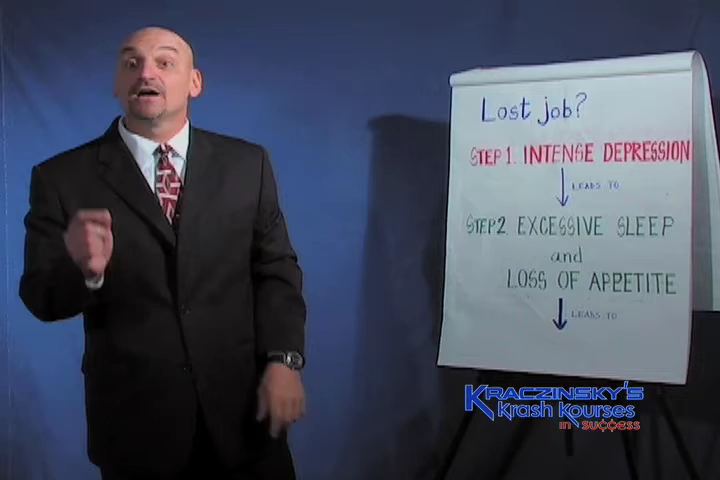 Lost job?
STEP 1. INTENSE DEPRESSION
LEADS TO
STEP 2. EXCESSIVE SLEEP
and
LOSS OF APPETITE
LEADS TO
KRACZINSKY'S
Krash Kourses
in suççess